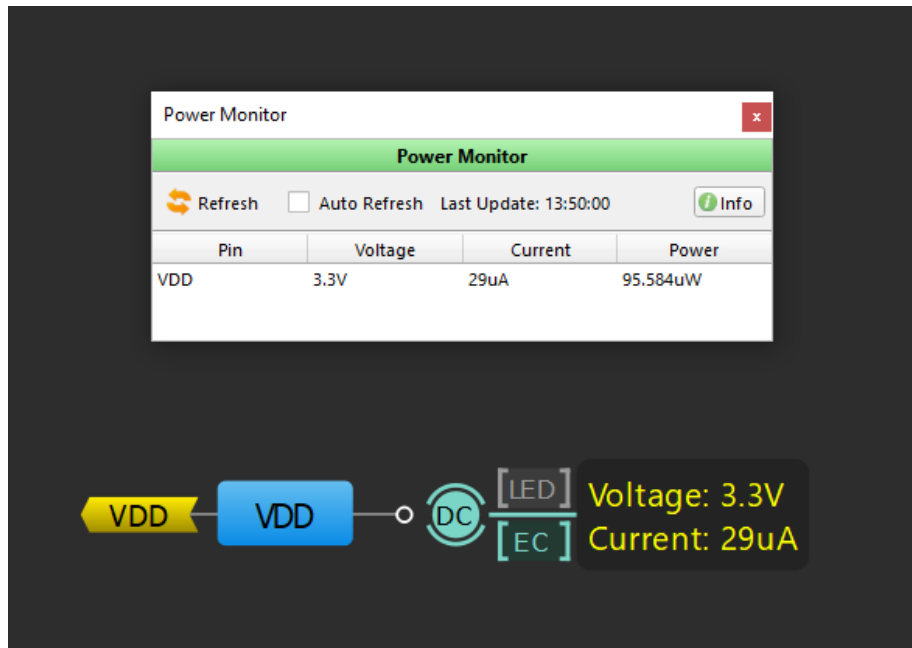 Power Monitor
x
Power Monitor
Refresh Auto Refresh Last Update: 13:50:00 i Info
Pin Voltage Current Power
VDD 3.3V 29uA 95.584uW
VDD VDD DC [LED] Voltage: 3.3V
[EC] Current: 29uA